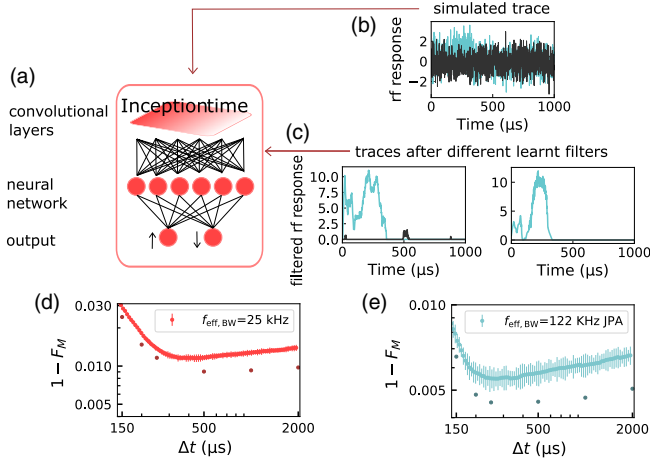 (a)
convolutional
layers
Inceptiontime
neural
network
output
↑
↓
(b)
simulated trace
rf response
2
0
−2
0
500
1000
Time (μs)
(c)
traces after different learnt filters
filtered rf response
10.0
7.5
5.0
2.5
0.0
0
500
1000
Time (μs)
10
5
0
0
500
1000
Time (μs)
(d)
1 − F_M
0.030
0.010
0.005
f_eff,BW=25 kHz
150
500
2000
Δt (μs)
(e)
1 − F_M
0.010
0.005
f_eff,BW=122 KHz JPA
150
500
2000
Δt (μs)